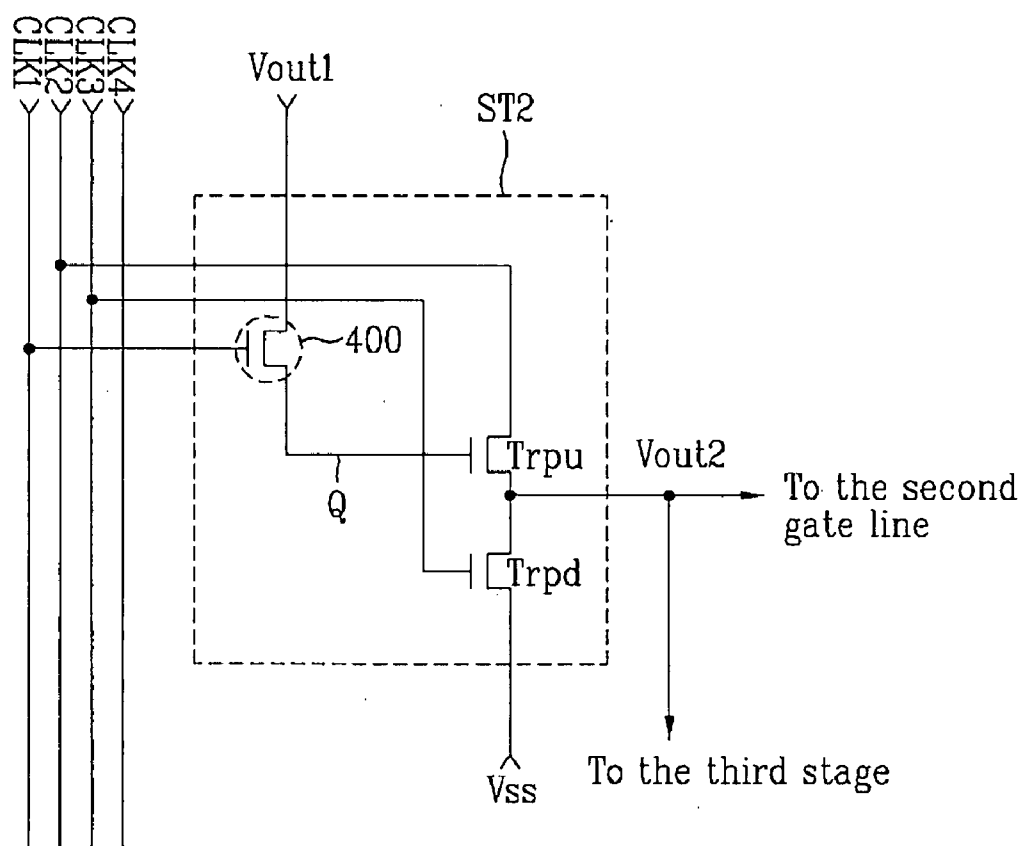 CLK1
CLK2
CLK3
CLK4
Vout1
ST2
400
Trpu
Vout2
Q
To the second
gate line
Trpd
To the third stage
Vss